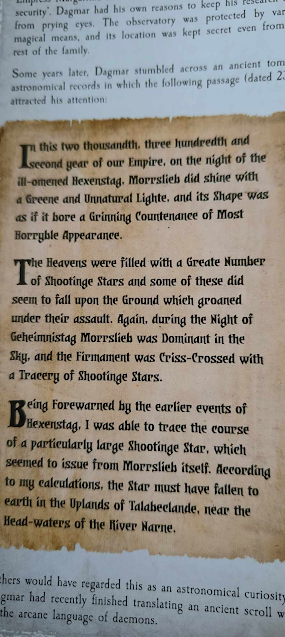 security'. Dagmar had his own reasons to keep his research
from prying eyes. The observatory was protected by
magical means, and its location was kept secret even from
rest of the family.
Some years later, Dagmar stumbled across an ancient
astronomical records in which the following passage (dated
attracted his attention:
In this two thousandth, three hundredth and
second year of our Empire, on the night of the
ill-omened Hexenstag, Morrslieb did shine with
a Greene and Unnatural Lighte, and its Shape was
as if it bore a Grinning Countenance of Most
Horryble Appearance.
The Heavens were filled with a Greate Number
of Shootinge Stars and some of these did
seem to fall upon the Ground which groaned
under their assault. Again, during the Night of
Geheimnistag Morrslieb was Dominant in the
Sky, and the Firmament was Criss-Crossed with
a Tracery of Shootinge Stars.
Being Forewarned by the earlier events of
Hexenstag, I was able to trace the course
of a particularly large Shootinge Star, which
seemed to issue from Morrslieb itself. According
to my calculations, the Star must have fallen to
earth in the Uplands of Talabeclande, near the
Head-waters of the River Narne.
would have regarded this as an astronomical curiosity
had recently finished translating an ancient scroll
the arcane language of daemons.